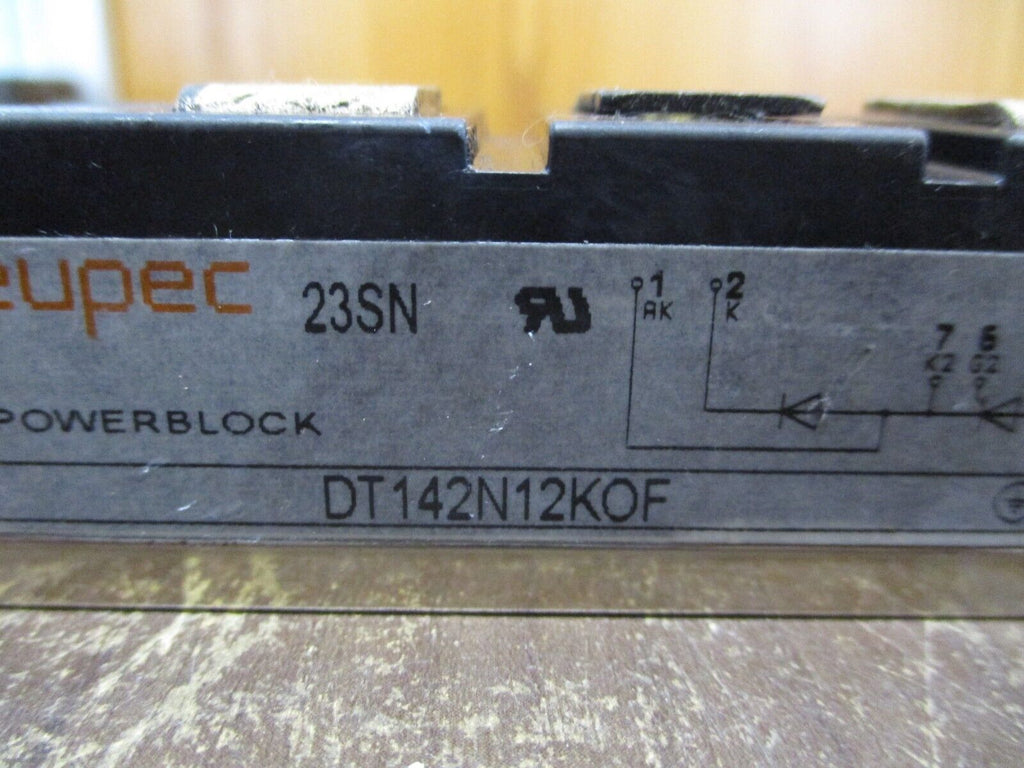 eupec
23SN
1 2
AK K
7 6
K2 G2
POWERBLOCK
DT142N12KOF